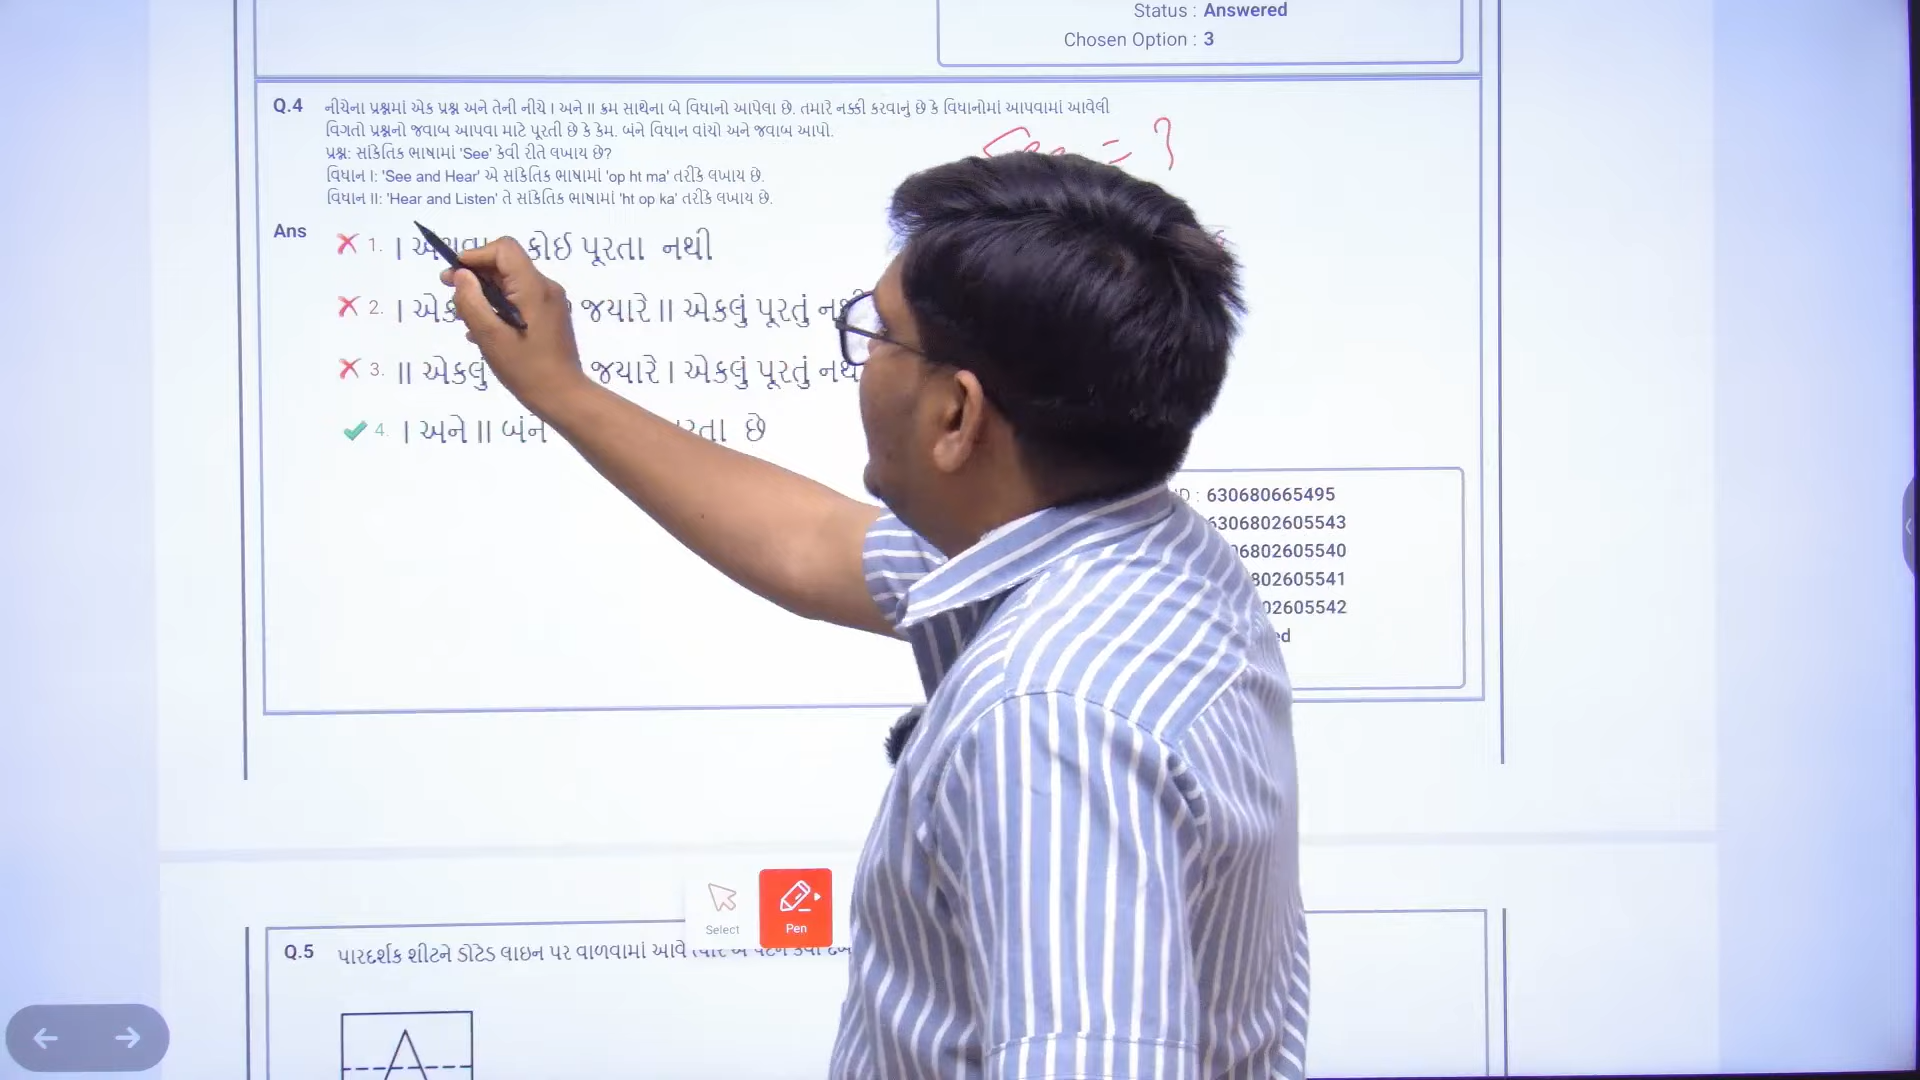 Status : Answered
Chosen Option : 3
Q.4 નીચેના પ્રશ્નમાં એક પ્રશ્ન અને તેની નીચે I અને II ક્રમ સાથેના બે વિધાનો આપેલા છે. તમારે નક્કી કરવાનું છે કે વિધાનોમાં આપવામાં આવેલી
વિગતો પ્રશ્નનો જવાબ આપવા માટે પૂરતી છે કે કેમ. બંને વિધાન વાંચો અને જવાબ આપો.
પ્રશ્ન: સાંકેતિક ભાષામાં 'See' કેવી રીતે લખાય છે?
વિધાન I: 'See and Hear' એ સાંકેતિક ભાષામાં 'op ht ma' તરીકે લખાય છે.
વિધાન II: 'Hear and Listen' તે સાંકેતિક ભાષામાં 'ht op ka' તરીકે લખાય છે.
= ?
Ans 1. I કોઈ પૂરતા નથી
2. I જયારે II એકલું પૂરતું
3. II એકલું જયારે I એકલું પૂરતું
4. I અને II બંને છે
: 630680665495
6306802605543
6802605540
802605541
02605542
Select
Pen
Q.5 પારદર્શક શીટને ડોટેડ લાઇન પર વાળવામાં આવે